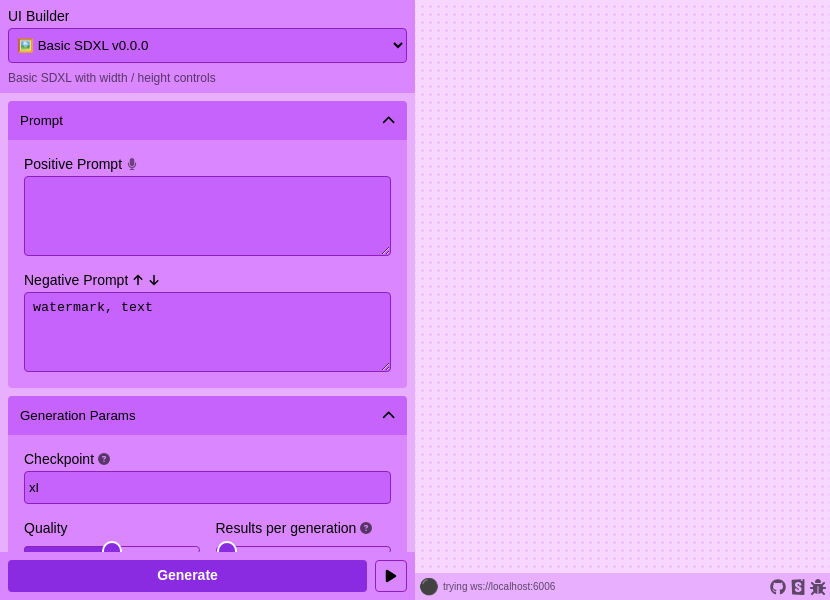 UI Builder
🖼️ Basic SDXL v0.0.0
Basic SDXL with width / height controls
Prompt
Positive Prompt
Negative Prompt
watermark, text
Generation Params
Checkpoint
xl
Quality
Results per generation
Generate
trying ws://localhost:6006